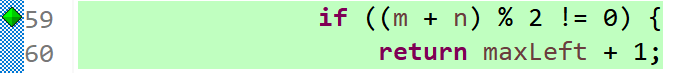 59 if ((m + n) % 2 != 0) {
60 return maxLeft + 1;